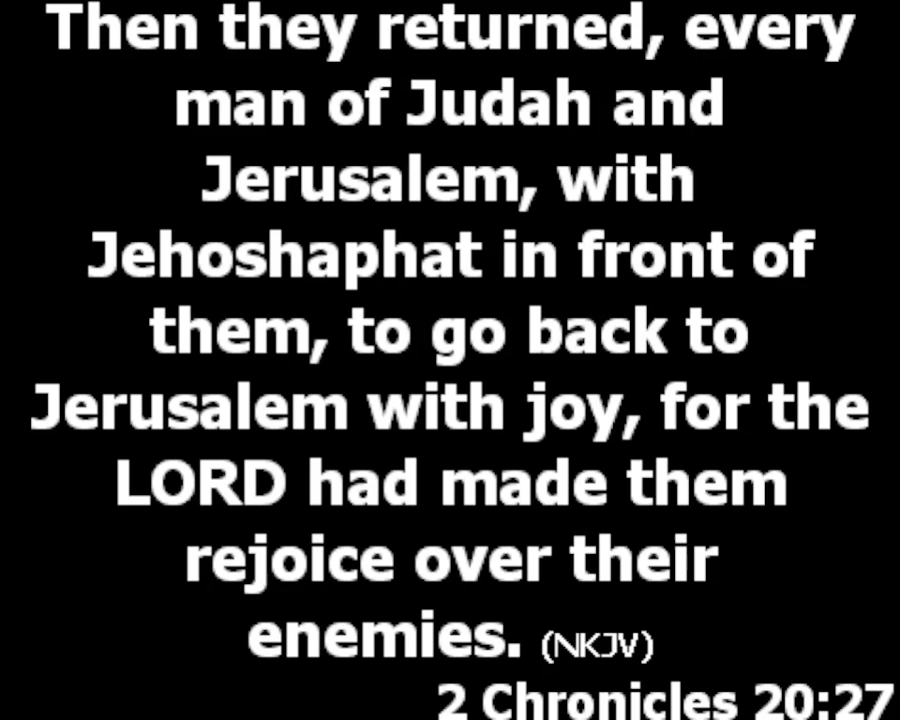 Then they returned, every
man of Judah and
Jerusalem, with
Jehoshaphat in front of
them, to go back to
Jerusalem with joy, for the
LORD had made them
rejoice over their
enemies. (NKJV)
2 Chronicles 20:27